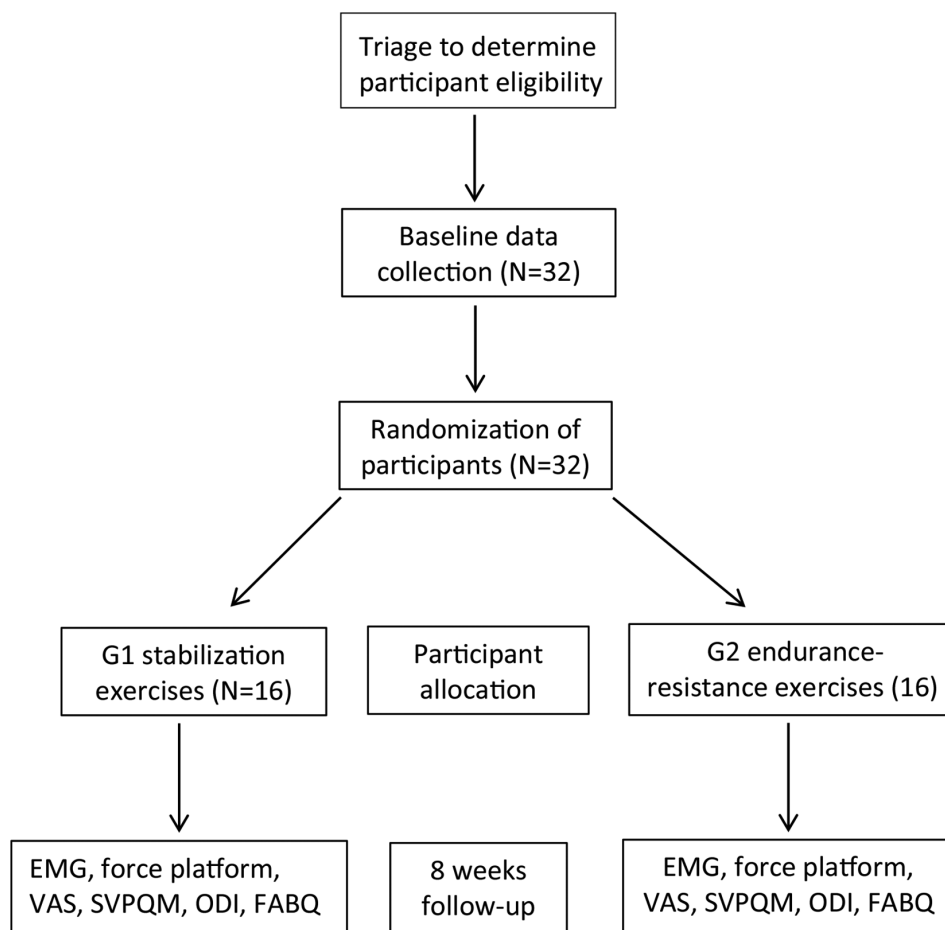 Triage to determine
participant eligibility
Baseline data
collection (N=32)
Randomization of
participants (N=32)
G1 stabilization
exercises (N=16)
Participant
allocation
G2 endurance-
resistance exercises (16)
EMG, force platform,
VAS, SVPQM, ODI, FABQ
8 weeks
follow-up
EMG, force platform,
VAS, SVPQM, ODI, FABQ